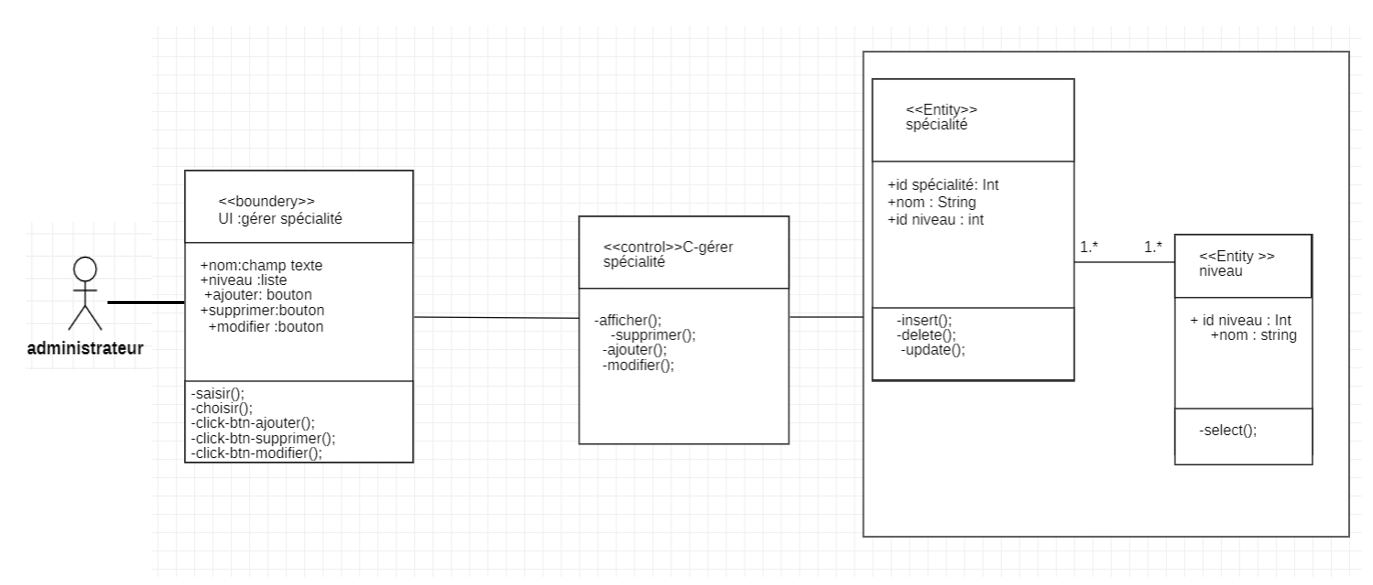 administrateur
<<boundery>>
UI :gérer spécialité
+nom:champ texte
+niveau :liste
+ajouter: bouton
+supprimer:bouton
+modifier :bouton
-saisir();
-choisir();
-click-btn-ajouter();
-click-btn-supprimer();
-click-btn-modifier();
<<control>>C-gérer
spécialité
-afficher();
-supprimer();
-ajouter();
-modifier();
<<Entity>>
spécialité
+id spécialité: Int
+nom : String
+id niveau : int
-insert();
-delete();
-update();
1.*
1.*
<<Entity >>
niveau
+ id niveau : Int
+nom : string
-select();